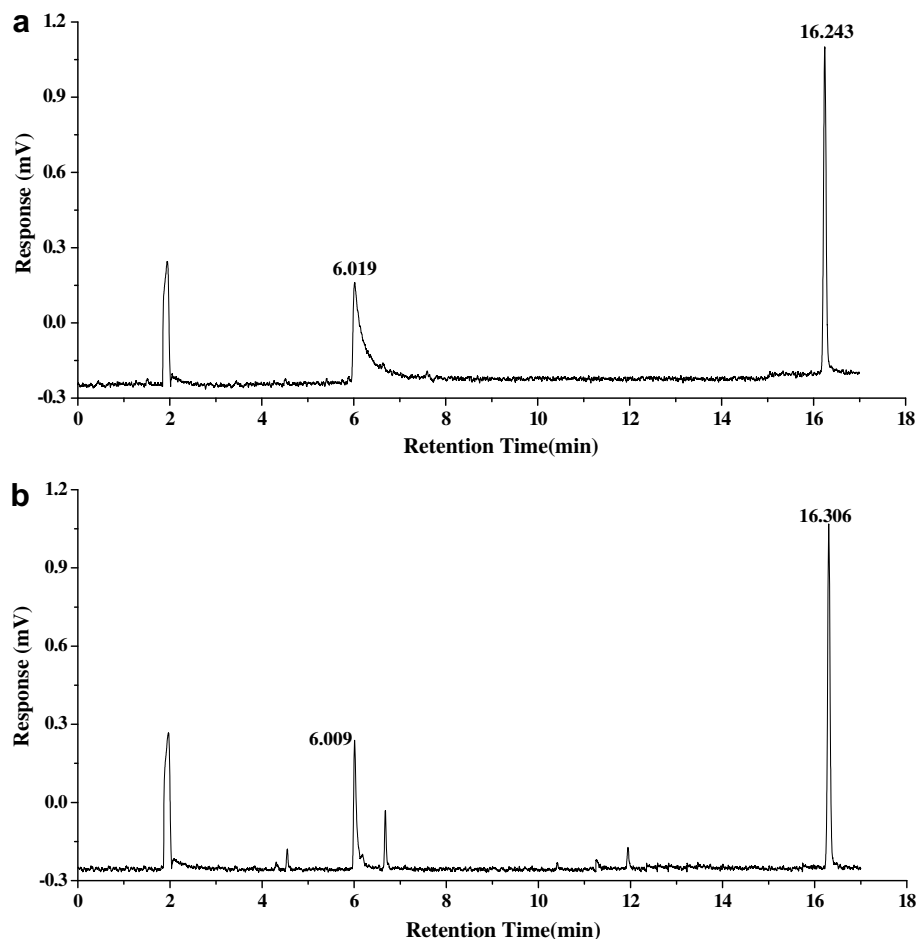 a
1.2
16.243
0.9
0.6
0.3
6.019
0.0
-0.3
Response (mV)
0 2 4 6 8 10 12 14 16 18
Retention Time(min)
b
1.2
16.306
0.9
0.6
0.3
6.009
0.0
-0.3
Response (mV)
0 2 4 6 8 10 12 14 16 18
Retention Time(min)